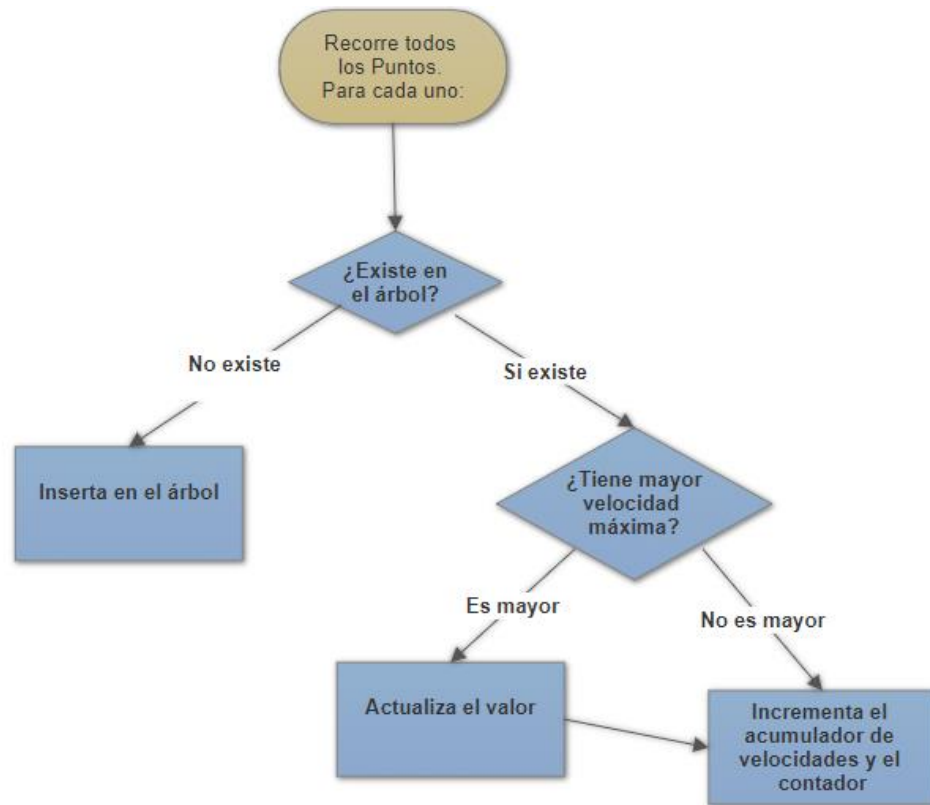 Recorre todos
los Puntos.
Para cada uno:
¿Existe en
el árbol?
No existe
Si existe
Inserta en el árbol
¿Tiene mayor
velocidad
máxima?
Es mayor
No es mayor
Actualiza el valor
Incrementa el
acumulador de
velocidades y el
contador